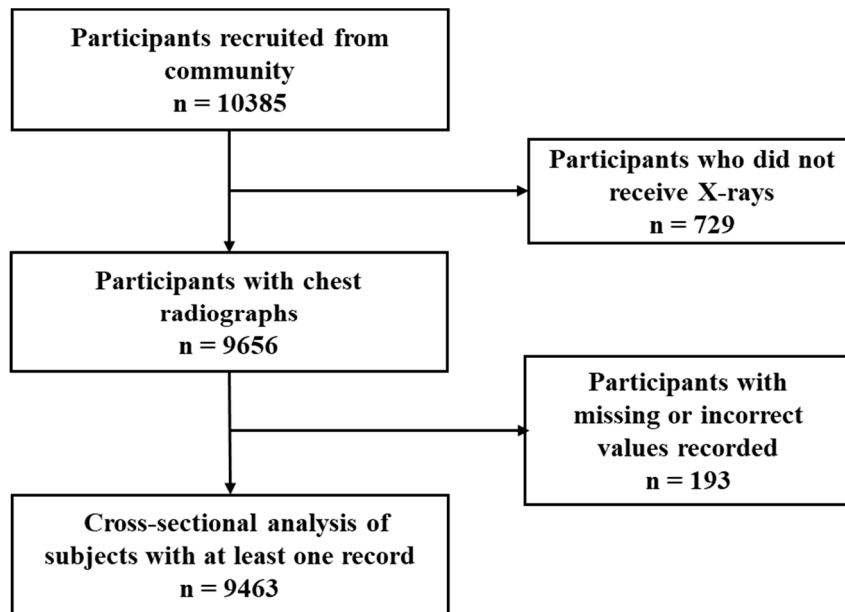 Participants recruited from
community
n = 10385
Participants who did not
receive X-rays
n = 729
Participants with chest
radiographs
n = 9656
Participants with
missing or incorrect
values recorded
n = 193
Cross-sectional analysis of
subjects with at least one record
n = 9463